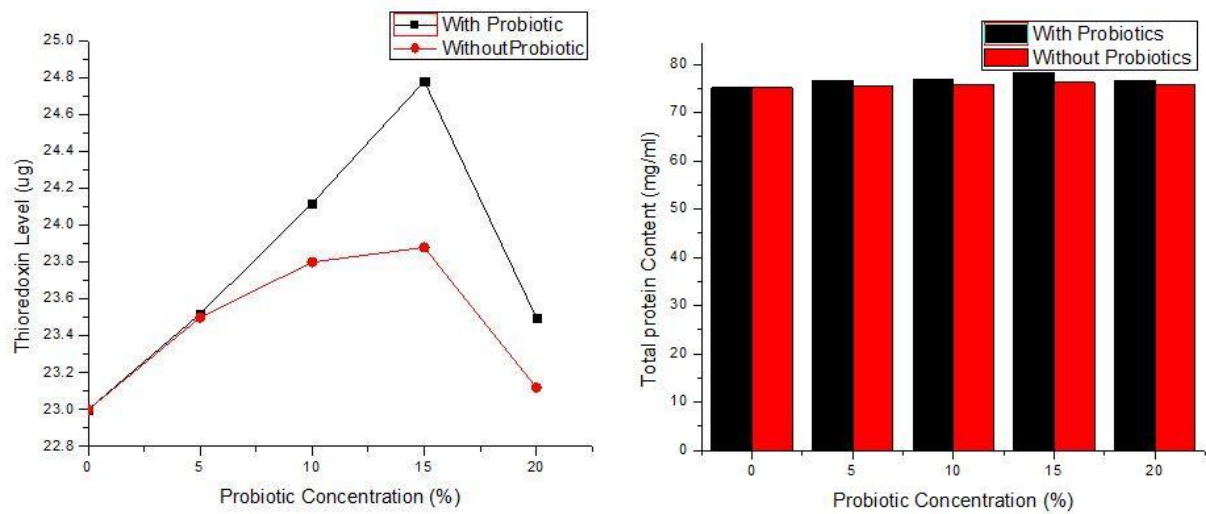 With Probiotic
WithoutProbiotic
25.0
24.8
24.6
24.4
24.2
24.0
23.8
23.6
23.4
23.2
23.0
22.8
Thioredoxin Level (ug)
0 5 10 15 20
Probiotic Concentration (%)
With Probiotics
Without Probiotics
80
70
60
50
40
30
20
10
0
Total protein Content (mg/ml)
0 5 10 15 20
Probiotic Concentration (%)